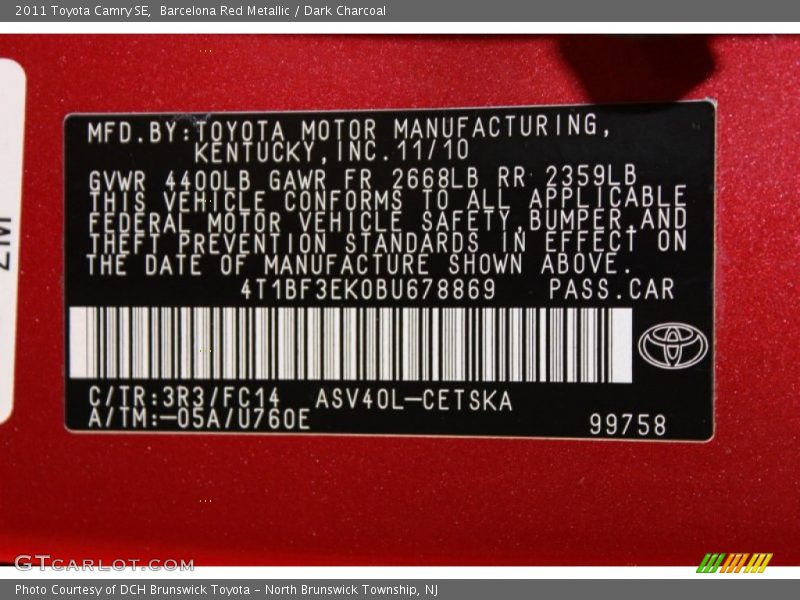 2011 Toyota Camry SE, Barcelona Red Metallic / Dark Charcoal
MFD.BY:TOYOTA MOTOR MANUFACTURING,
KENTUCKY,INC.11/10
GVWR 4400LB GAWR FR 2668LB RR 2359LB
THIS VEHICLE CONFORMS TO ALL APPLICABLE
FEDERAL MOTOR VEHICLE SAFETY,BUMPER,AND
THEFT PREVENTION STANDARDS IN EFFECT ON
THE DATE OF MANUFACTURE SHOWN ABOVE.
4T1BF3EK0BU678869 PASS.CAR
C/TR:3R3/FC14 ASV40L-CETSKA
A/TM:-05A/U760E
99758
GTCARLOT.COM
Photo Courtesy of DCH Brunswick Toyota - North Brunswick Township, NJ